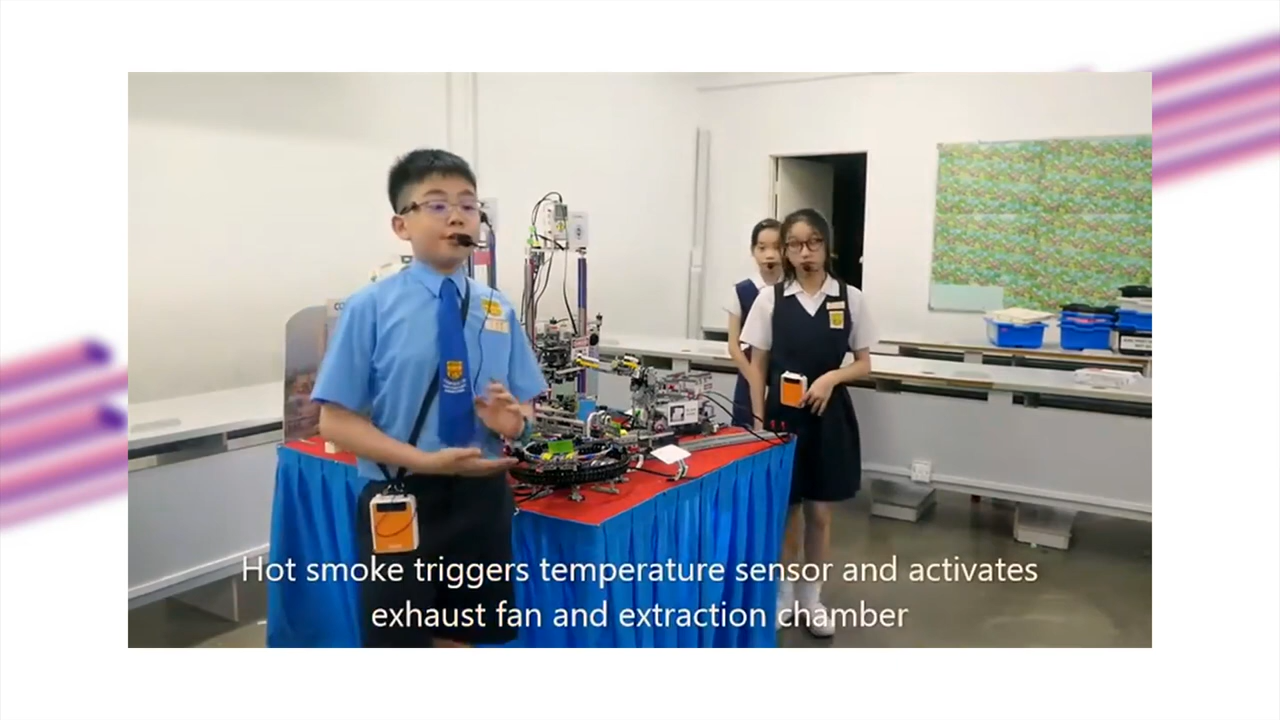 Hot smoke triggers temperature sensor and activates
exhaust fan and extraction chamber